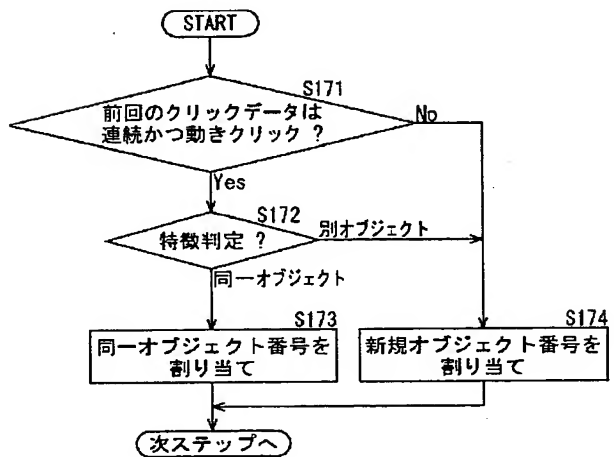 START
S171
前回のクリックデータは
連続かつ動きクリック ?
No
Yes
S172
特徴判定 ?
別オブジェクト
同一オブジェクト
S173
同一オブジェクト番号を
割り当て
S174
新規オブジェクト番号を
割り当て
次ステップへ